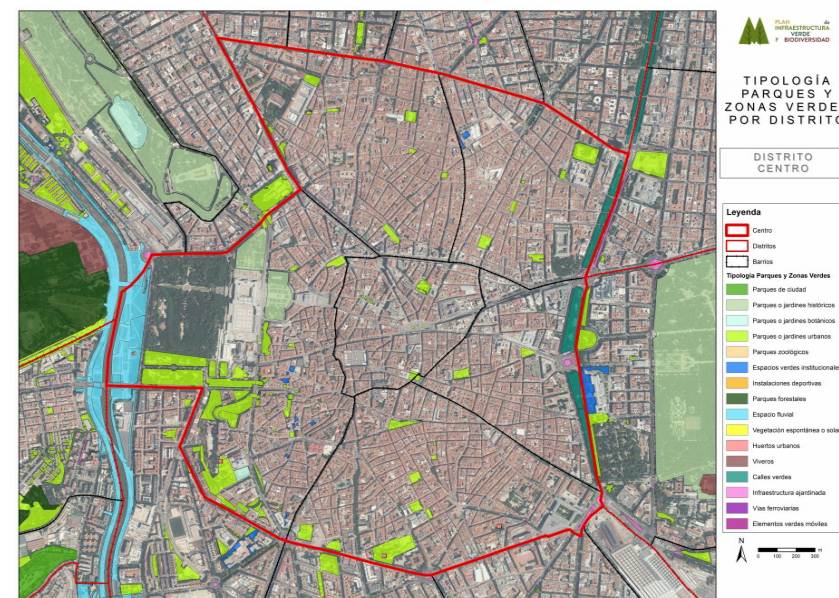 PLAN de
INFRAESTRUCTURA
VERDE
Y BIODIVERSIDAD
TIPOLOGÍA
PARQUES Y
ZONAS VERDE
POR DISTRITO
DISTRITO
CENTRO
Leyenda
Centro
Distritos
Barrios
Tipología Parques y Zonas Verdes
Parques de ciudad
Parques o jardines históricos
Parques o jardines botánicos
Parques o jardines urbanos
Parques zoológicos
Espacios verdes institucionale
Instalaciones deportivas
Parques forestales
Espacio fluvial
Vegetación espontánea o sola
Huertos urbanos
Viveros
Calles verdes
Infraestructura ajardinada
Vías ferroviarias
Elementos verdes móviles
N
0 100 200 300 m